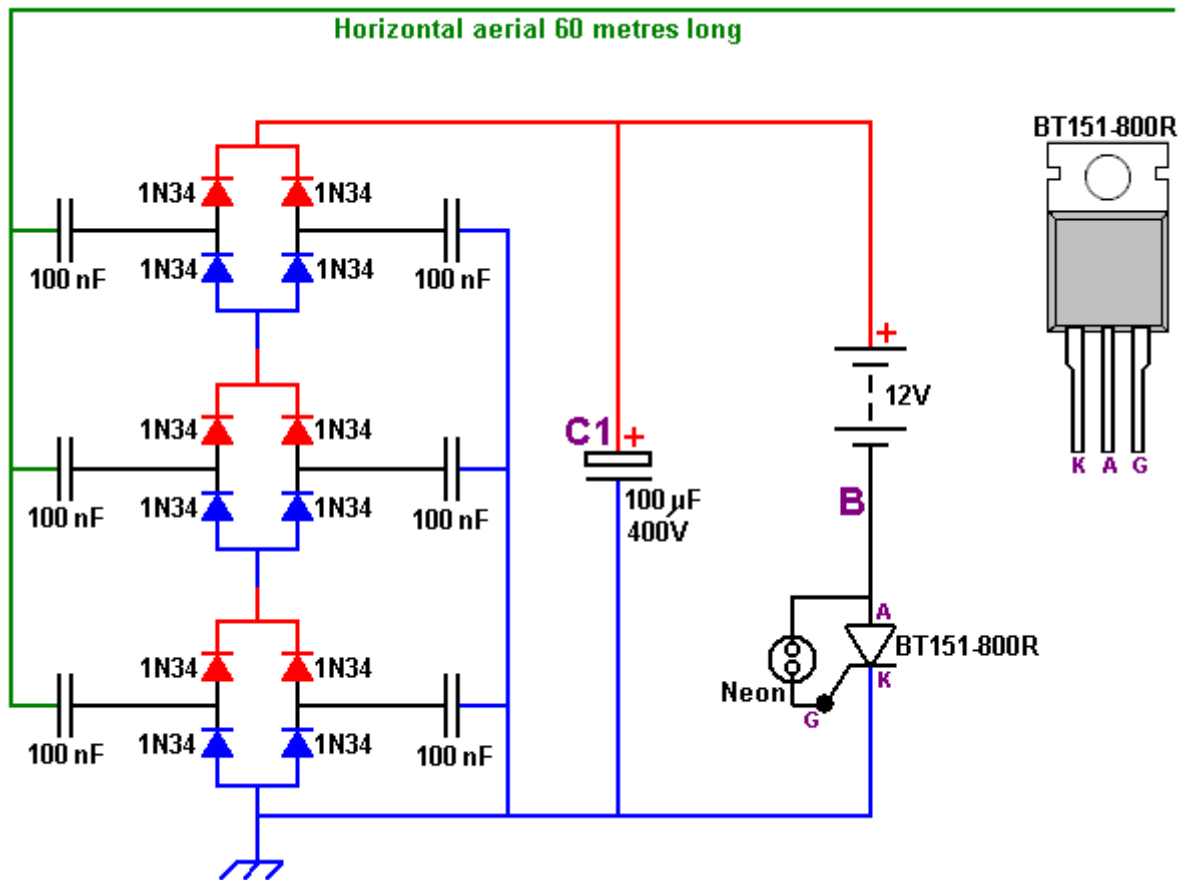 Horizontal aerial 60 metres long
BT151-800R
1N34
1N34
1N34
1N34
100 nF
100 nF
+
12V
1N34
1N34
C1
+
K A G
1N34
1N34
100 nF
100 nF
100 µF
400V
B
A
BT151-800R
1N34
1N34
Neon
K
G
1N34
1N34
100 nF
100 nF